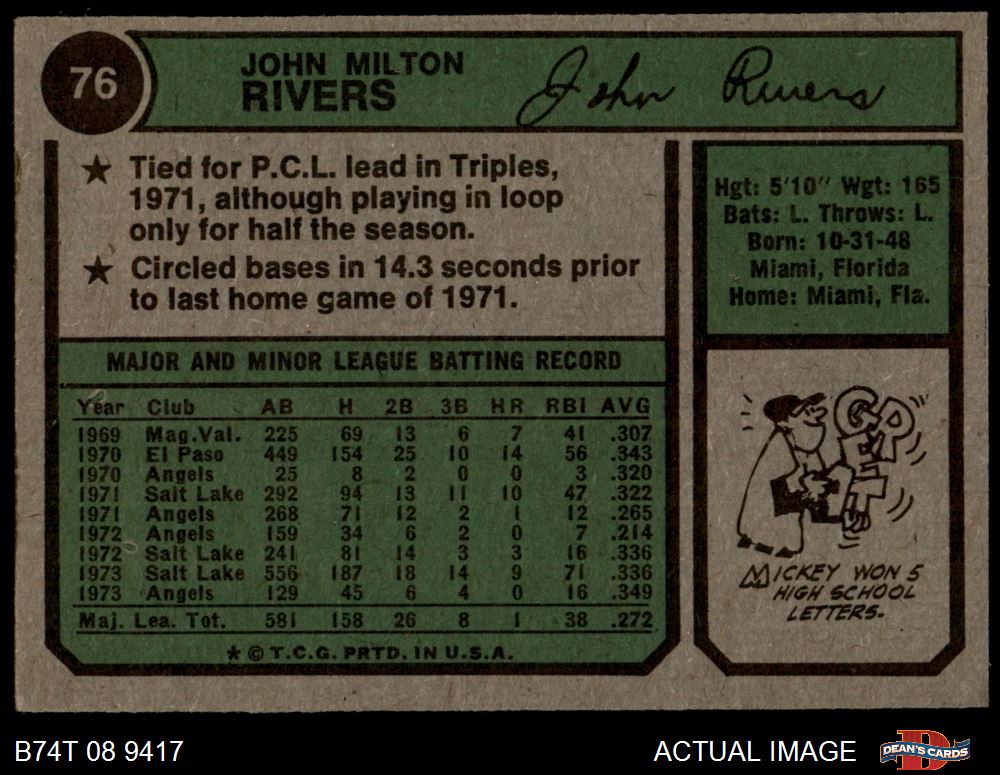 76
JOHN MILTON
RIVERS
John Rivers
★ Tied for P.C.L. lead in Triples,
1971, although playing in loop
only for half the season.
★ Circled bases in 14.3 seconds prior
to last home game of 1971.
Hgt: 5'10" Wgt: 165
Bats: L. Throws: L.
Born: 10-31-48
Miami, Florida
Home: Miami, Fla.
MAJOR AND MINOR LEAGUE BATTING RECORD
Year Club AB H 2B 3B HR RBI AVG
1969 Mag.Val. 225 69 13 6 7 41 .307
1970 El Paso 449 154 25 10 14 56 .343
1970 Angels 25 8 2 0 0 3 .320
1971 Salt Lake 292 94 13 11 10 47 .322
1971 Angels 268 71 12 2 1 12 .265
1972 Angels 159 34 6 2 0 7 .214
1972 Salt Lake 241 81 14 3 3 16 .336
1973 Salt Lake 556 187 18 14 9 71 .336
1973 Angels 129 45 6 4 0 16 .349
Maj. Lea. Tot. 581 158 26 8 1 38 .272
★ © T.C.G. PRTD. IN U.S.A.
MICKEY WON 5
HIGH SCHOOL
LETTERS.
B74T 08 9417
ACTUAL IMAGE
DEAN'S CARDS